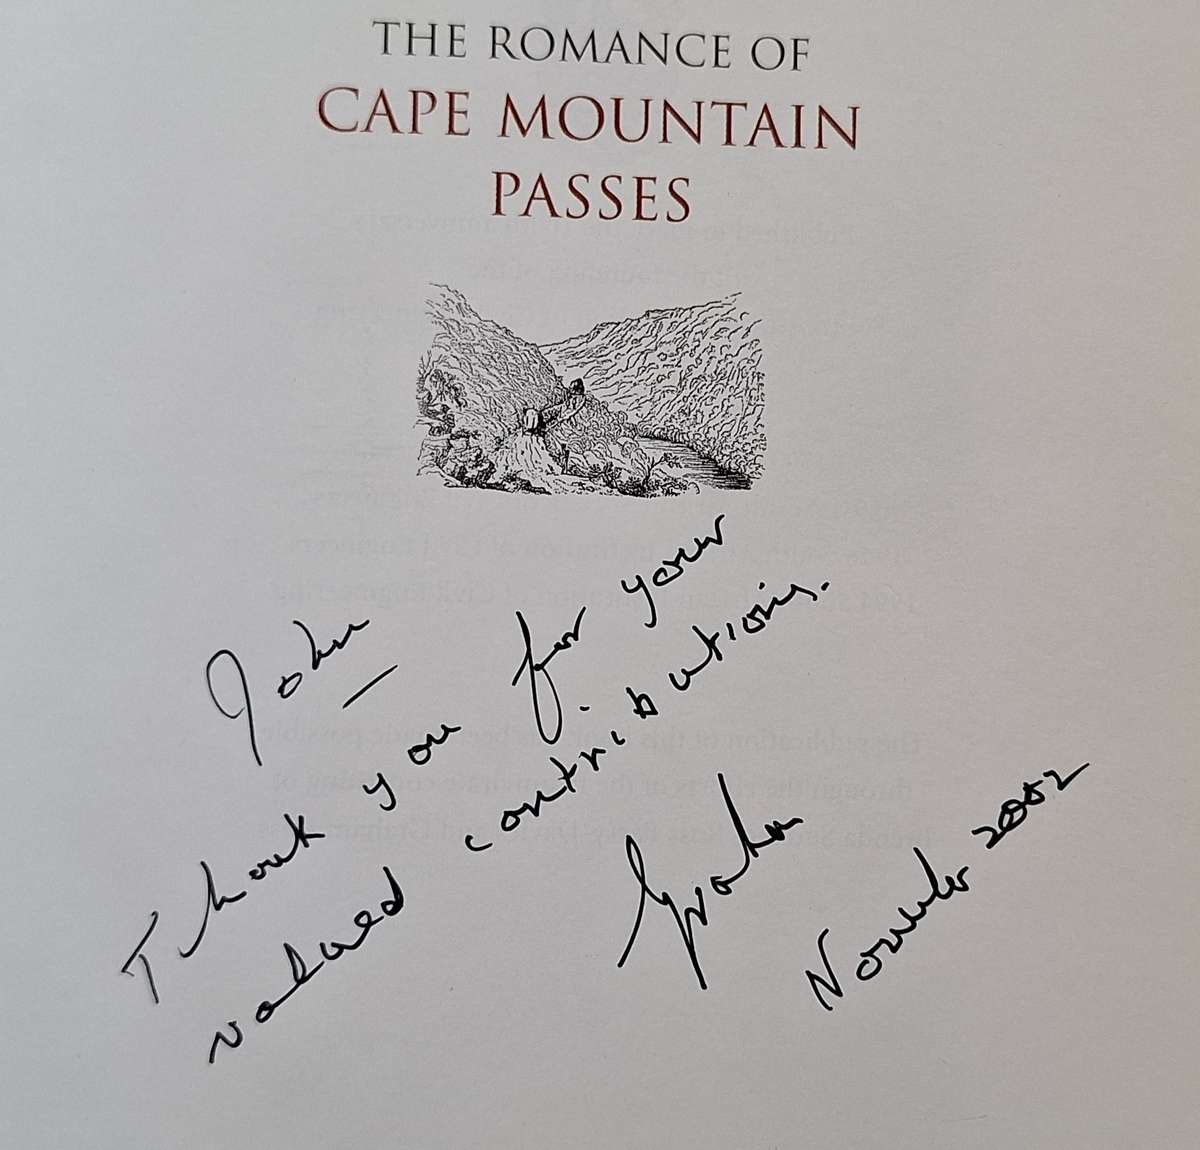 THE ROMANCE OF
CAPE MOUNTAIN
PASSES
John
Thank you for your
valued contributions.
Graham
November 2002